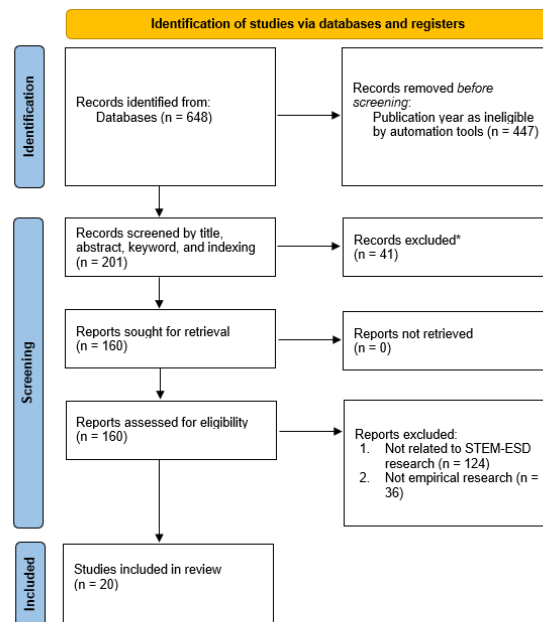 Identification of studies via databases and registers
Identification
Records identified from:
Databases (n = 648)
Records removed before
screening:
Publication year as ineligible
by automation tools (n = 447)
Screening
Records screened by title,
abstract, keyword, and indexing
(n = 201)
Records excluded*
(n = 41)
Reports sought for retrieval
(n = 160)
Reports not retrieved
(n = 0)
Reports assessed for eligibility
(n = 160)
Reports excluded:
1. Not related to STEM-ESD
research (n = 124)
2. Not empirical research (n =
36)
Included
Studies included in review
(n = 20)